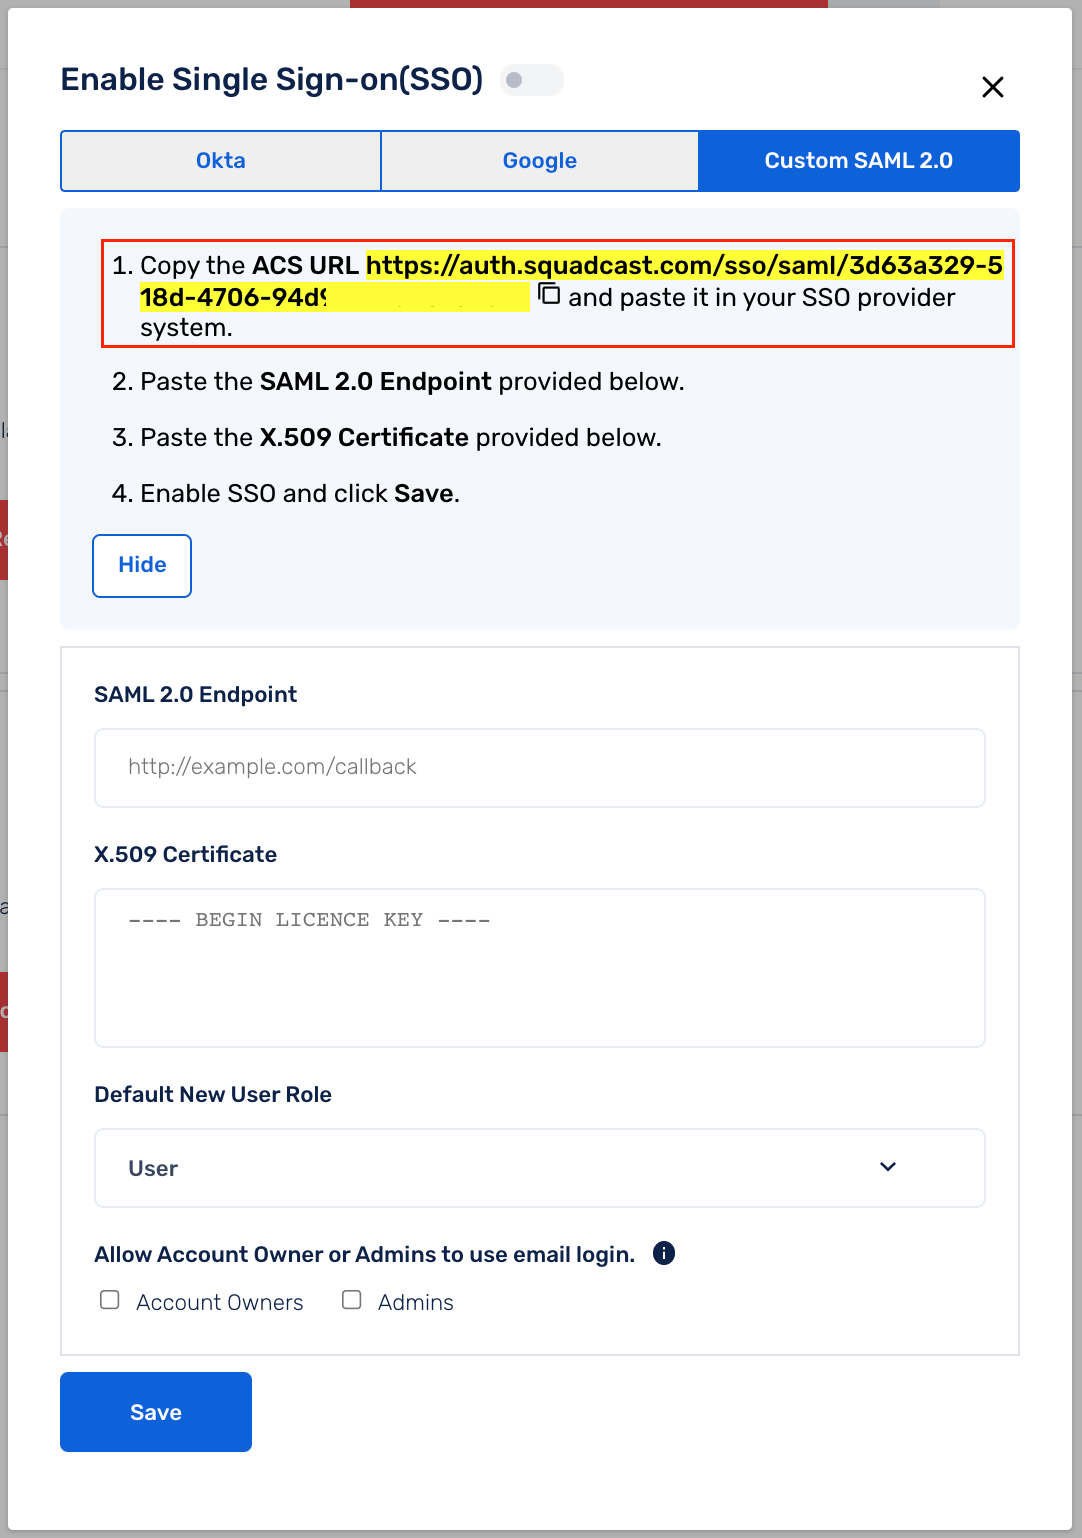 Enable Single Sign-on(SSO)
Okta
Google
Custom SAML 2.0
1. Copy the ACS URL https://auth.squadcast.com/sso/saml/3d63a329-5
18d-4706-94d9 and paste it in your SSO provider
system.
2. Paste the SAML 2.0 Endpoint provided below.
3. Paste the X.509 Certificate provided below.
4. Enable SSO and click Save.
Hide
SAML 2.0 Endpoint
http://example.com/callback
X.509 Certificate
---- BEGIN LICENCE KEY ----
Default New User Role
User
Allow Account Owner or Admins to use email login.
Account Owners
Admins
Save